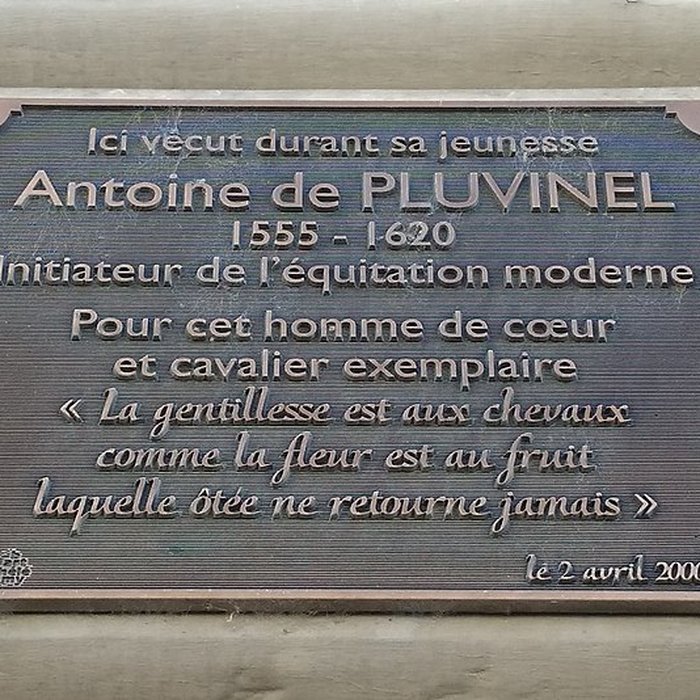 Ici vécut durant sa jeunesse
Antoine de PLUVINEL
1555 - 1620
Initiateur de l'équitation moderne
Pour cet homme de cœur
et cavalier exemplaire
« La gentillesse est aux chevaux
comme la fleur est au fruit
laquelle ôtée ne retourne jamais »
le 2 avril 2000